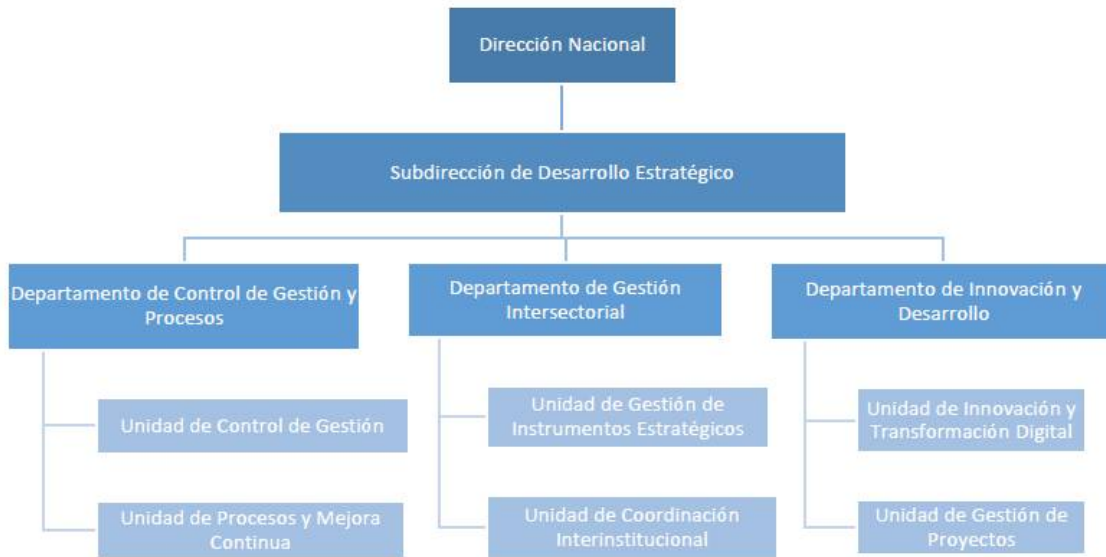 Dirección Nacional
Subdirección de Desarrollo Estratégico
Departamento de Control de Gestión y
Procesos
Departamento de Gestión
Intersectorial
Departamento de Innovación y
Desarrollo
Unidad de Control de Gestión
Unidad de Gestión de
Instrumentos Estratégicos
Unidad de Innovación y
Transformación Digital
Unidad de Procesos y Mejora
Continua
Unidad de Coordinación
Interinstitucional
Unidad de Gestión de
Proyectos